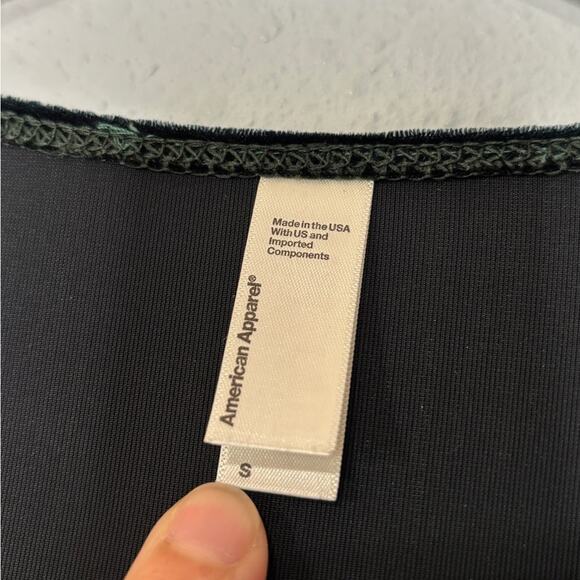 Made in the USA
With US and
Imported
Components
American Apparel®
S